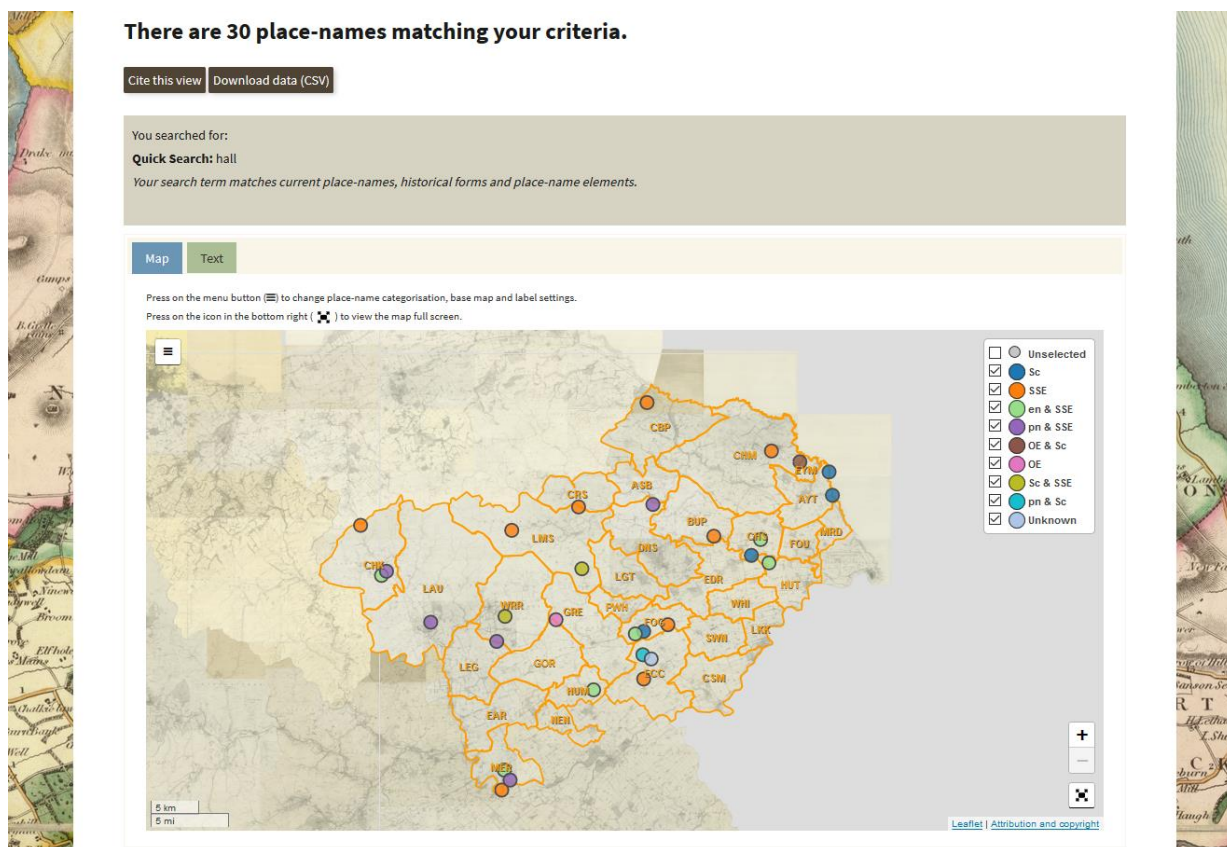 There are 30 place-names matching your criteria.
Cite this view Download data (CSV)
You searched for:
Quick Search: hall
Your search term matches current place-names, historical forms and place-name elements.
Map Text
Press on the menu button (☰) to change place-name categorisation, base map and label settings.
Press on the icon in the bottom right ( ) to view the map full screen.
Unselected
Sc
SSE
en & SSE
pn & SSE
OE & Sc
OE
Sc & SSE
pn & Sc
Unknown
CBP
CHM
EYM
ASB
CRS
AYT
BUP
LMS
CHS
FOU
MRD
DNS
CHK
LGT
EDR
HUT
LAU
WRR
GRE
PWH
WHI
FOG
SWN
LKK
LEG
GOR
ECC
CSM
HUM
EAR
NEN
MER
5 km
5 mi
+
−
Leaflet | Attribution and copyright